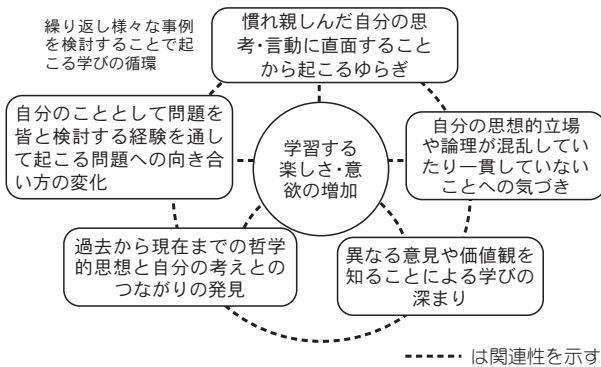 繰り返し様々な事例
を検討することで起
こる学びの循環
慣れ親しんだ自分の思
考・言動に直面すること
から起こるゆらぎ
自分のこととして問題を
皆と検討する経験を通し
て起こる問題への向き合
い方の変化
学習する
楽しさ・意
欲の増加
自分の思想的立場
や論理が混乱してい
たり一貫していない
ことへの気づき
過去から現在までの哲学
的思想と自分の考えとの
つながりの発見
異なる意見や価値観を
知ることによる学びの
深まり
は関連性を示す